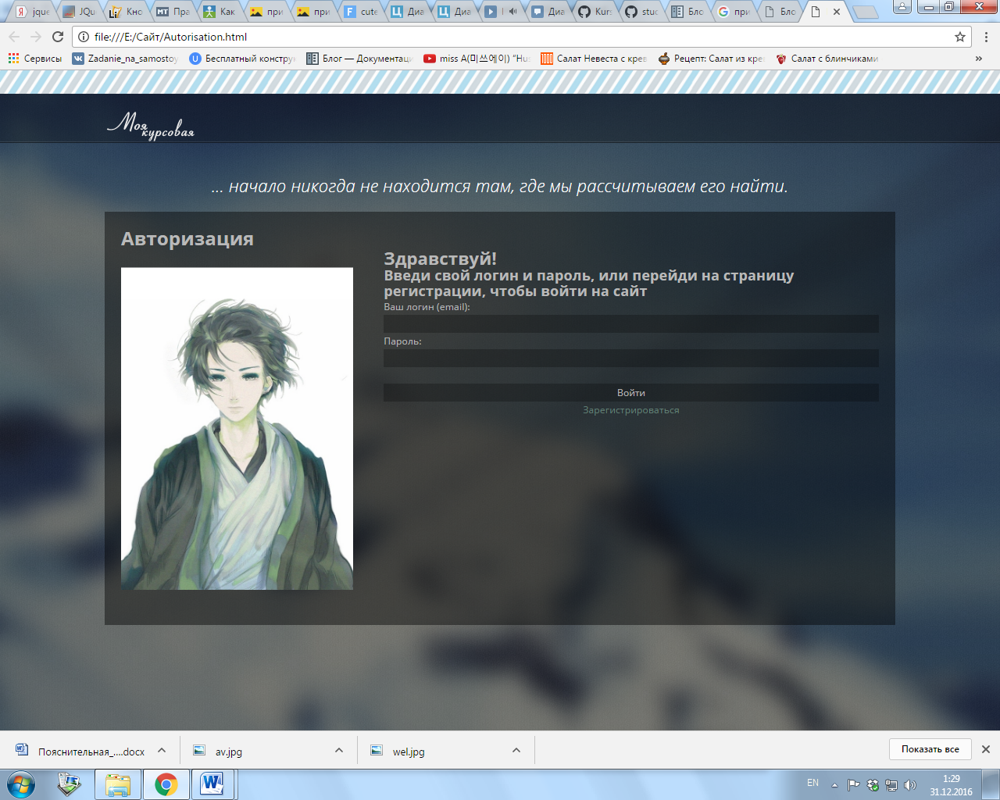 jque
JQu
Кно
Пра
Как
при
при
cute
Диа
Диа
Диа
Kurs
stud
Бло
при
Бло
file:///E:/Сайт/Autorisation.html
Сервисы
Zadanie_na_samostoy
Бесплатный констру
Блог — Документац
miss A(미쓰에이) "Hus
Салат Невеста с крев
Рецепт: Салат из кре
Салат с блинчиками
Моя
курсовая
... начало никогда не находится там, где мы рассчитываем его найти.
Авторизация
Здравствуй!
Введи свой логин и пароль, или перейди на страницу
регистрации, чтобы войти на сайт
Ваш логин (email):
Пароль:
Войти
Зарегистрироваться
Пояснительная_....docx
av.jpg
wel.jpg
Показать все
EN
1:29
31.12.2016